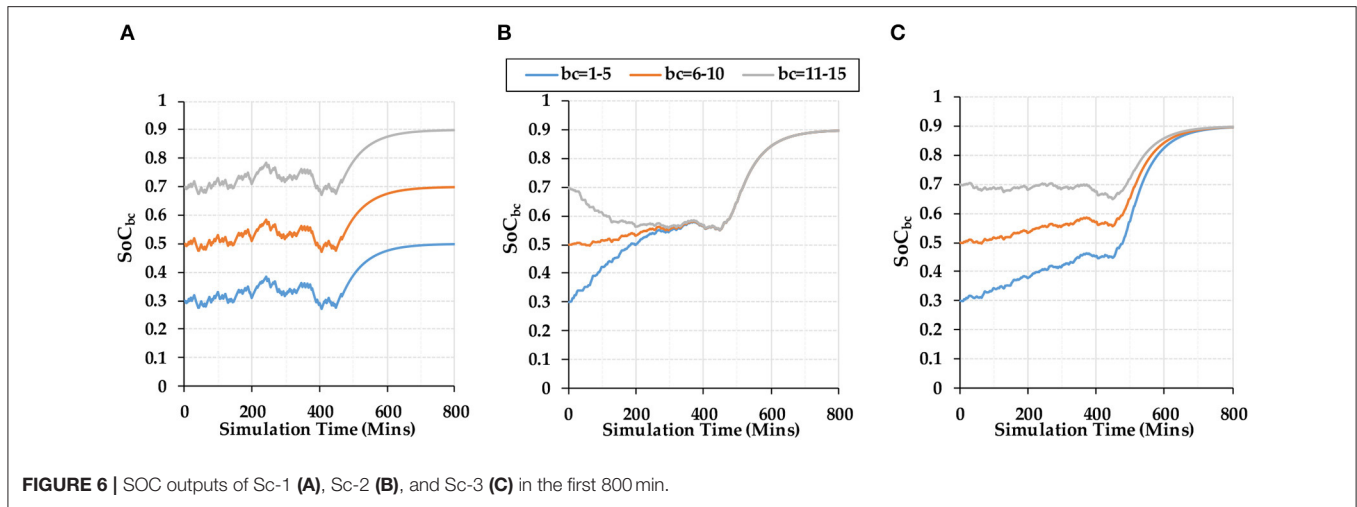 A
B
C
bc=1-5 bc=6-10 bc=11-15
SoCbc
1
0.9
0.8
0.7
0.6
0.5
0.4
0.3
0.2
0.1
0
0 200 400 600 800
Simulation Time (Mins)
SoCbc
1
0.9
0.8
0.7
0.6
0.5
0.4
0.3
0.2
0.1
0
0 200 400 600 800
Simulation Time (Mins)
SoCbc
1
0.9
0.8
0.7
0.6
0.5
0.4
0.3
0.2
0.1
0
0 200 400 600 800
Simulation Time (Mins)
FIGURE 6 | SOC outputs of Sc-1 (A), Sc-2 (B), and Sc-3 (C) in the first 800 min.